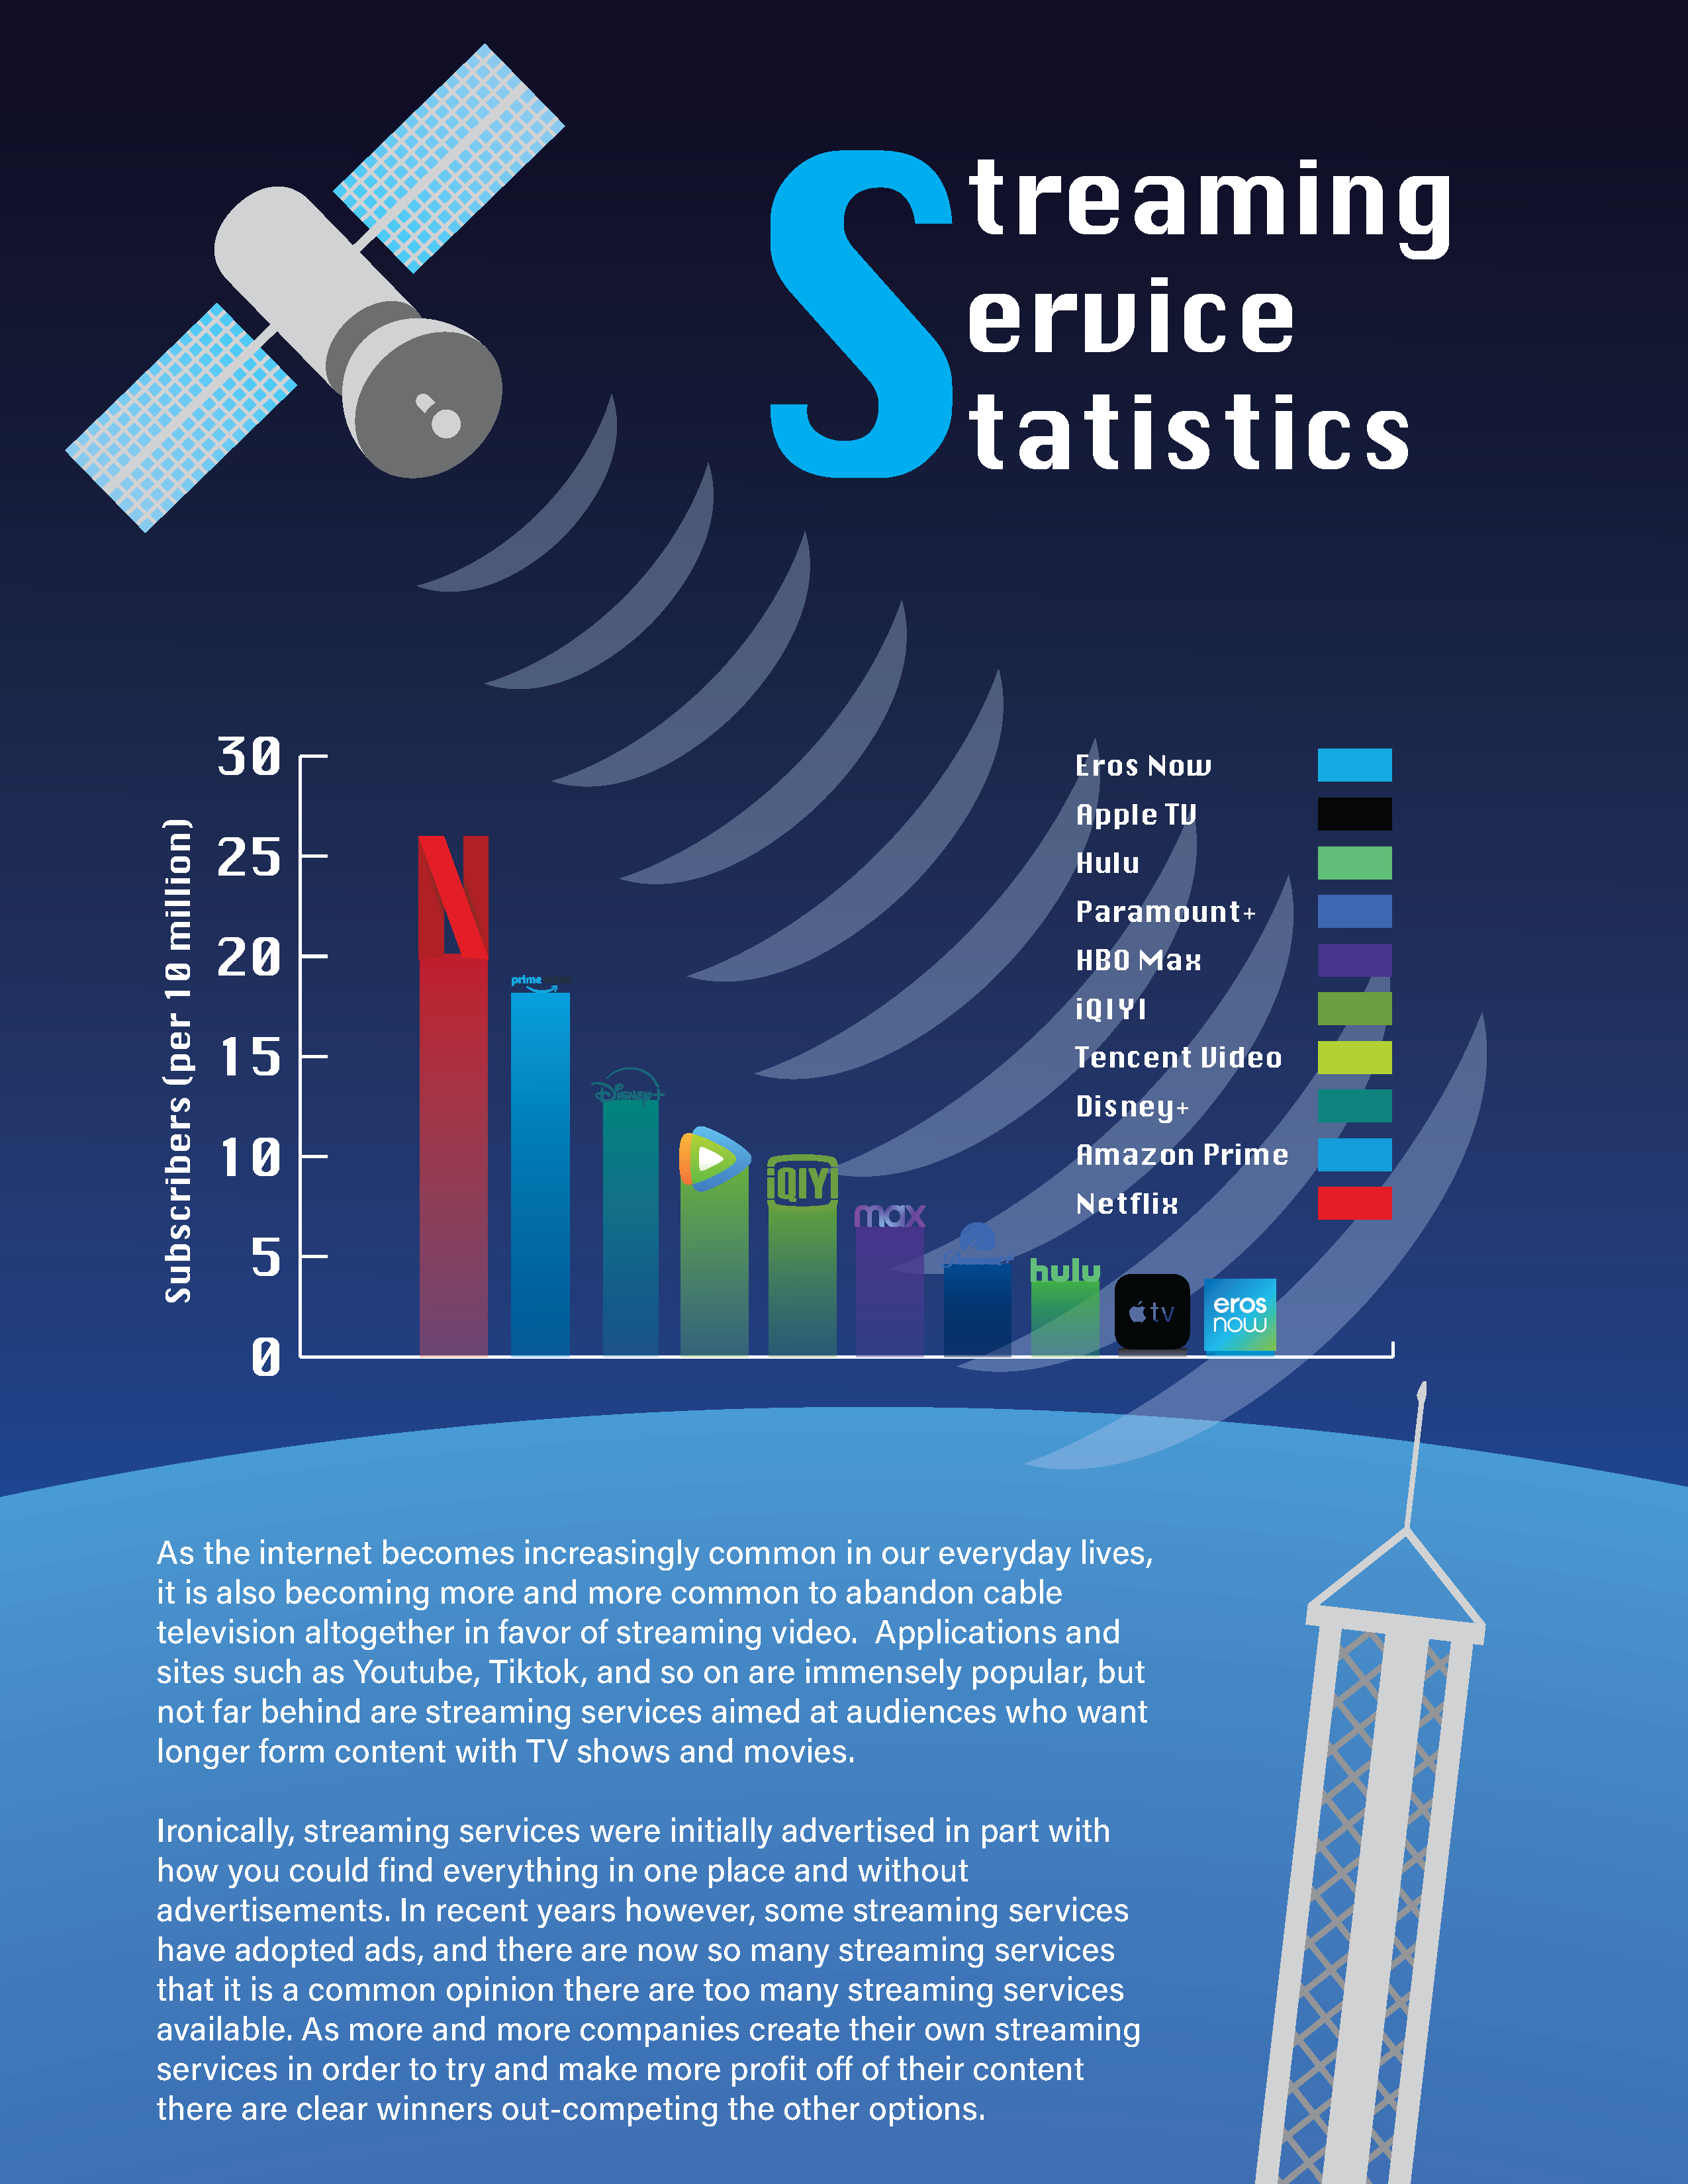 Streaming
Service
Statistics
30
25
20
15
10
5
0
Subscribers (per 10 million)
Eros Now
Apple TV
Hulu
Paramount+
HBO Max
iQIYI
Tencent Video
Disney+
Amazon Prime
Netflix
N
prime
Disney+
iQIYI
max
Paramount+
hulu
tv
eros
now
As the internet becomes increasingly common in our everyday lives,
it is also becoming more and more common to abandon cable
television altogether in favor of streaming video.  Applications and
sites such as Youtube, Tiktok, and so on are immensely popular, but
not far behind are streaming services aimed at audiences who want
longer form content with TV shows and movies.
Ironically, streaming services were initially advertised in part with
how you could find everything in one place and without
advertisements. In recent years however, some streaming services
have adopted ads, and there are now so many streaming services
that it is a common opinion there are too many streaming services
available. As more and more companies create their own streaming
services in order to try and make more profit off of their content
there are clear winners out-competing the other options.